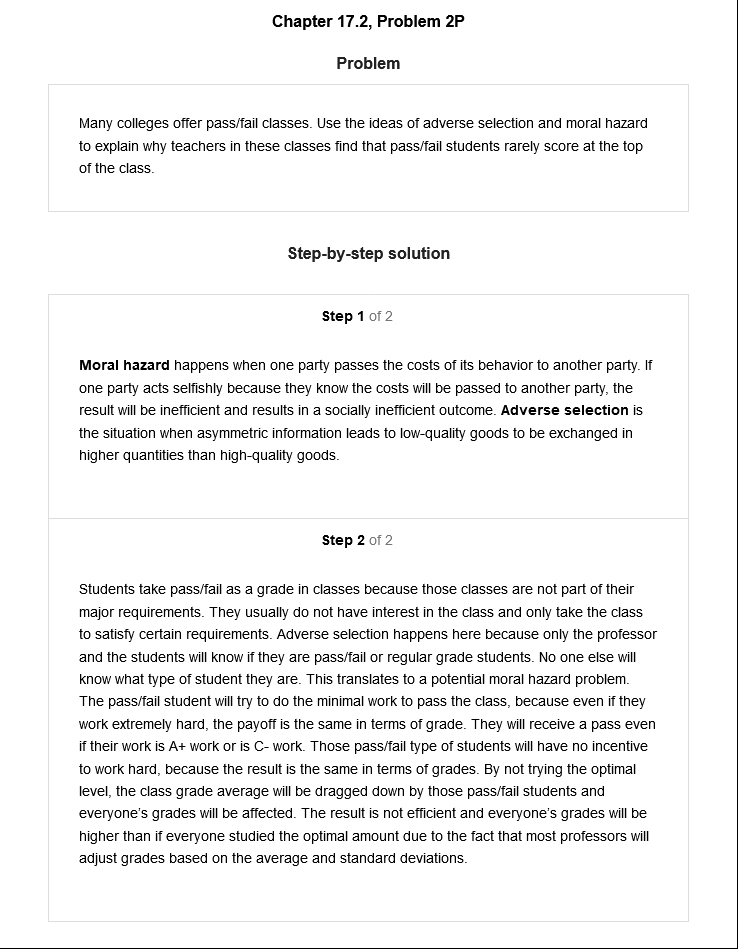 Chapter 17.2, Problem 2P
Problem
Many colleges offer pass/fail classes. Use the ideas of adverse selection and moral hazard
to explain why teachers in these classes find that pass/fail students rarely score at the top
of the class.
Step-by-step solution
Step 1 of 2
Moral hazard happens when one party passes the costs of its behavior to another party. If
one party acts selfishly because they know the costs will be passed to another party, the
result will be inefficient and results in a socially inefficient outcome. Adverse selection is
the situation when asymmetric information leads to low-quality goods to be exchanged in
higher quantities than high-quality goods.
Step 2 of 2
Students take pass/fail as a grade in classes because those classes are not part of their
major requirements. They usually do not have interest in the class and only take the class
to satisfy certain requirements. Adverse selection happens here because only the professor
and the students will know if they are pass/fail or regular grade students. No one else will
know what type of student they are. This translates to a potential moral hazard problem.
The pass/fail student will try to do the minimal work to pass the class, because even if they
work extremely hard, the payoff is the same in terms of grade. They will receive a pass even
if their work is A+ work or is C- work. Those pass/fail type of students will have no incentive
to work hard, because the result is the same in terms of grades. By not trying the optimal
level, the class grade average will be dragged down by those pass/fail students and
everyone's grades will be affected. The result is not efficient and everyone's grades will be
higher than if everyone studied the optimal amount due to the fact that most professors will
adjust grades based on the average and standard deviations.